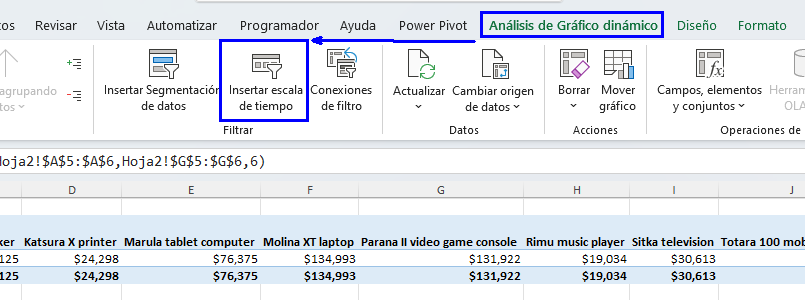 Revisar Vista Automatizar Programador Ayuda Power Pivot Análisis de Gráfico dinámico Diseño Formato
Insertar Segmentación de datos
Insertar escala de tiempo
Conexiones de filtro
Filtrar
Actualizar
Cambiar origen de datos
Datos
Borrar
Mover gráfico
Acciones
Campos, elementos y conjuntos
OLA
Operaciones de
Hoja2!$A$5:$A$6,Hoja2!$G$5:$G$6,6)
D E F G H I J
Katsura X printer Marula tablet computer Molina XT laptop Parana II video game console Rimu music player Sitka television Totara 100 mob
125 $24,298 $76,375 $134,993 $131,922 $19,034 $30,613
125 $24,298 $76,375 $134,993 $131,922 $19,034 $30,613